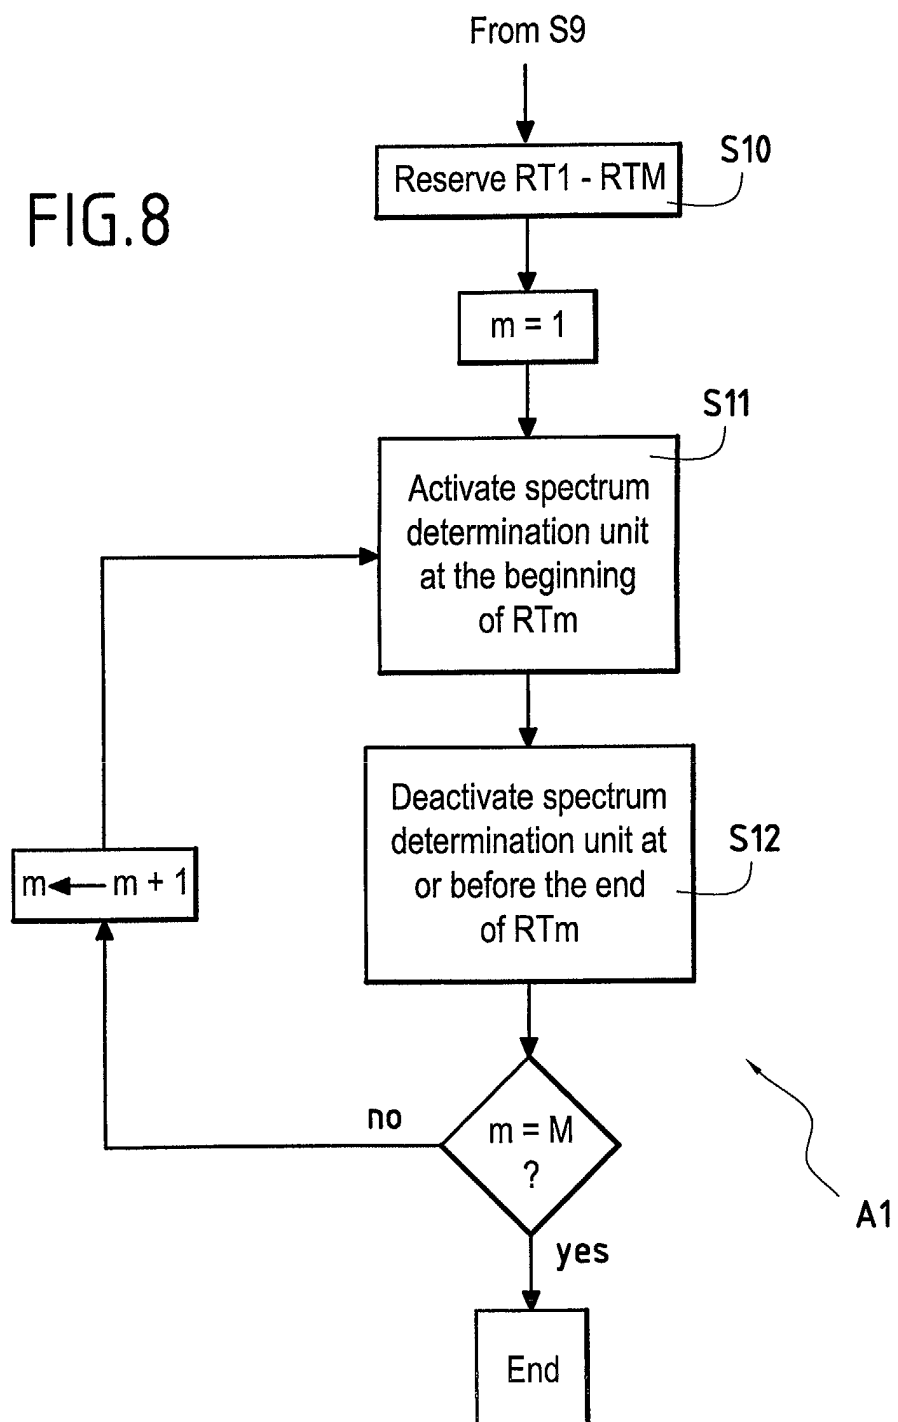 From S9
Reserve RT1 - RTM
S10
FIG.8
m = 1
S11
Activate spectrum
determination unit
at the beginning
of RTm
Deactivate spectrum
determination unit at
or before the end
of RTm
S12
m ← m + 1
no
m = M
?
A1
yes
End